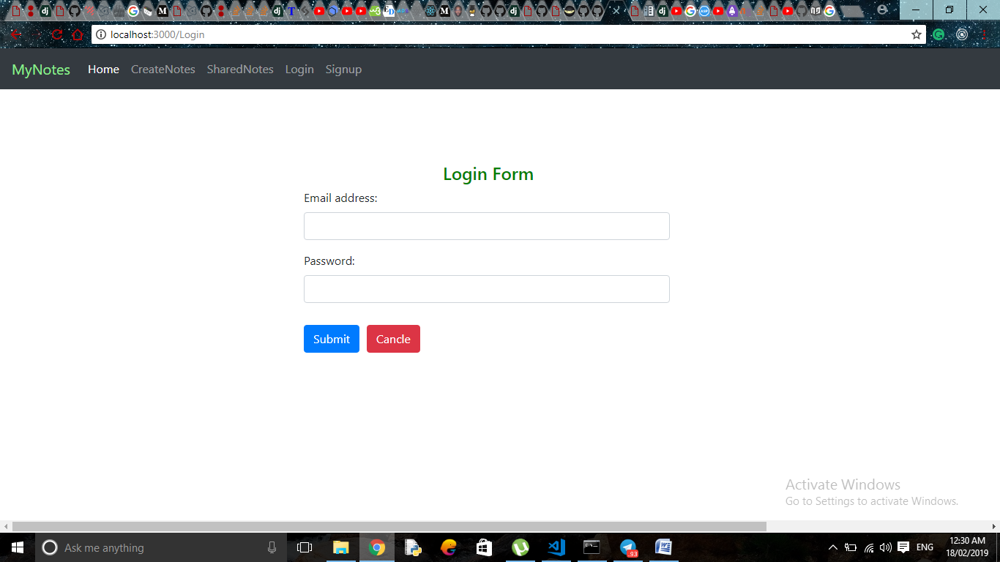 localhost:3000/Login
MyNotes Home CreateNotes SharedNotes Login Signup
Login Form
Email address:
Password:
Submit Cancle
Activate Windows
Go to Settings to activate Windows.
Ask me anything
93
ENG
12:30 AM
18/02/2019